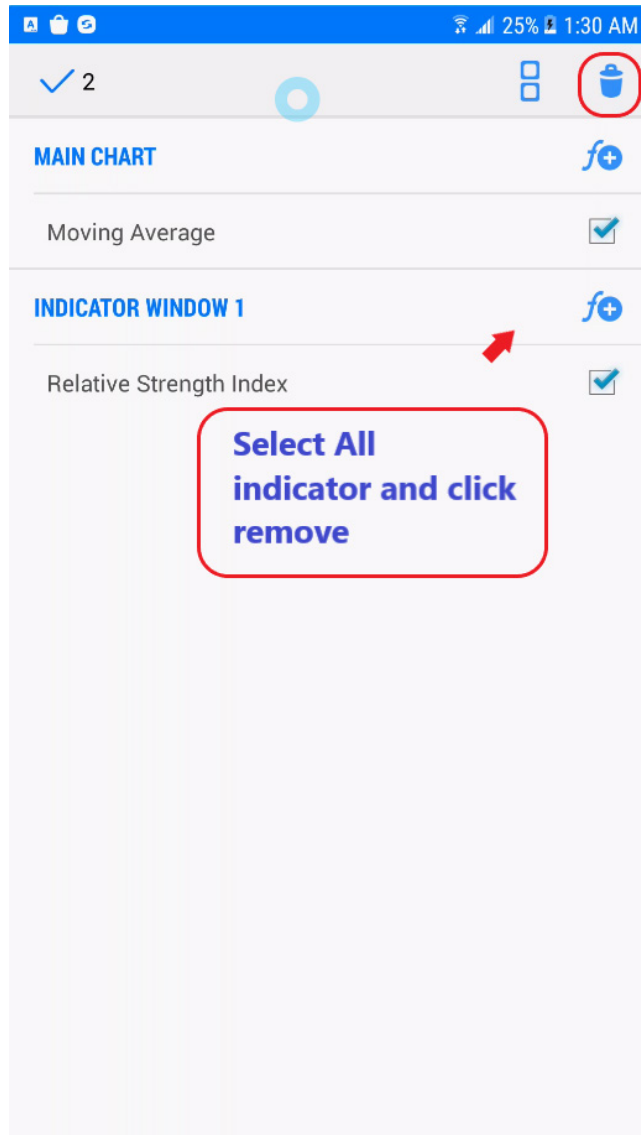 25% 1:30 AM
2
MAIN CHART
Moving Average
INDICATOR WINDOW 1
Relative Strength Index
Select All
indicator and click
remove